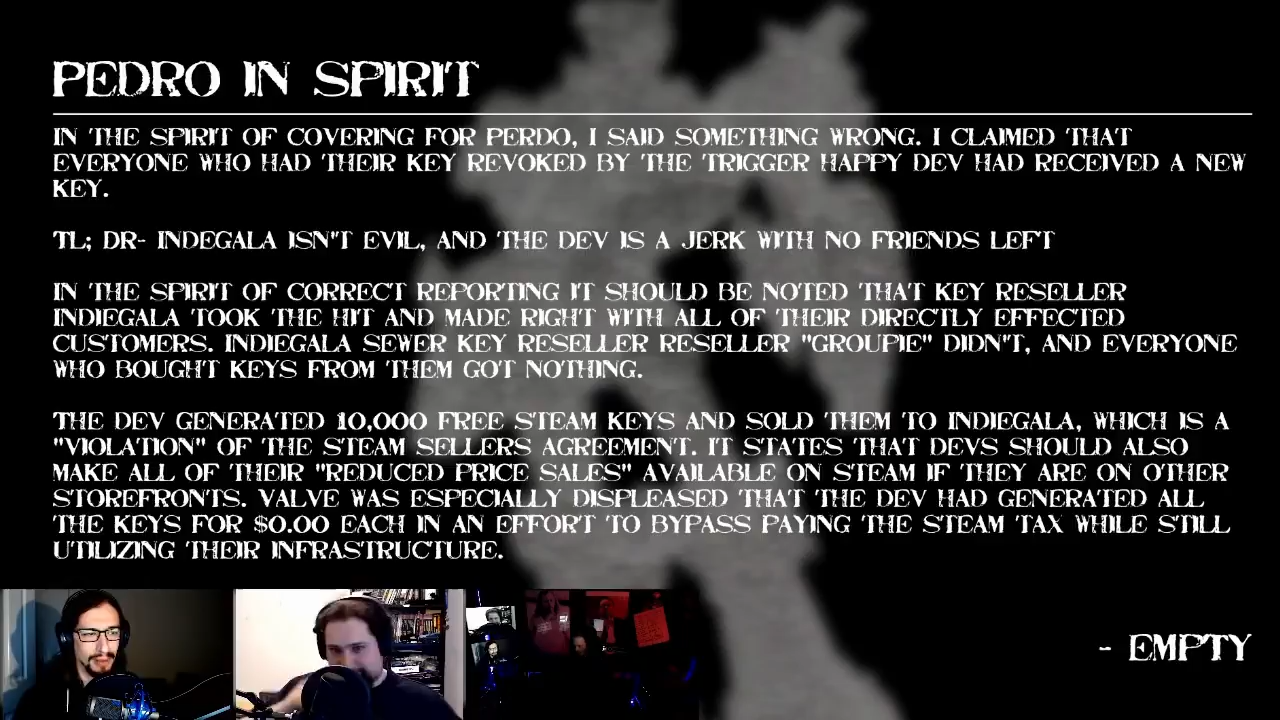 PEDRO IN SPIRIT
IN THE SPIRIT OF COVERING FOR PERDO, I SAID SOMETHING WRONG. I CLAIMED THAT
EVERYONE WHO HAD THEIR KEY REVOKED BY THE TRIGGER HAPPY DEV HAD RECEIVED A NEW
KEY.
TL; DR- INDEGALA ISN'T EVIL, AND THE DEV IS A JERK WITH NO FRIENDS LEFT
IN THE SPIRIT OF CORRECT REPORTING IT SHOULD BE NOTED THAT KEY RESELLER
INDIEGALA TOOK THE HIT AND MADE RIGHT WITH ALL OF THEIR DIRECTLY EFFECTED
CUSTOMERS. INDIEGALA SEWER KEY RESELLER RESELLER "GROUPIE" DIDN'T, AND EVERYONE
WHO BOUGHT KEYS FROM THEM GOT NOTHING.
THE DEV GENERATED 10,000 FREE STEAM KEYS AND SOLD THEM TO INDIEGALA, WHICH IS A
"VIOLATION" OF THE STEAM SELLERS AGREEMENT. IT STATES THAT DEVS SHOULD ALSO
MAKE ALL OF THEIR "REDUCED PRICE SALES" AVAILABLE ON STEAM IF THEY ARE ON OTHER
STOREFRONTS. VALVE WAS ESPECIALLY DISPLEASED THAT THE DEV HAD GENERATED ALL
THE KEYS FOR $0.00 EACH IN AN EFFORT TO BYPASS PAYING THE STEAM TAX WHILE STILL
UTILIZING THEIR INFRASTRUCTURE.
- EMPTY